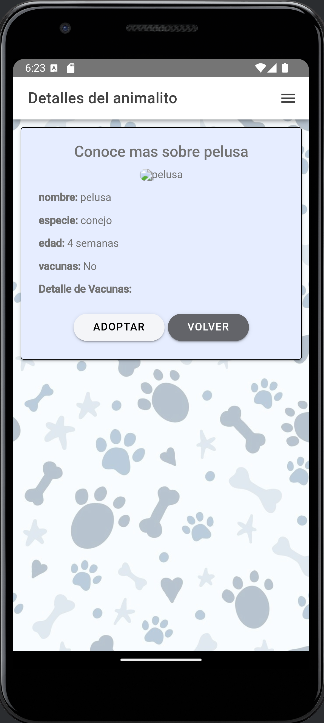 6:23
Detalles del animalito
Conoce mas sobre pelusa
pelusa
nombre: pelusa
especie: conejo
edad: 4 semanas
vacunas: No
Detalle de Vacunas:
ADOPTAR VOLVER